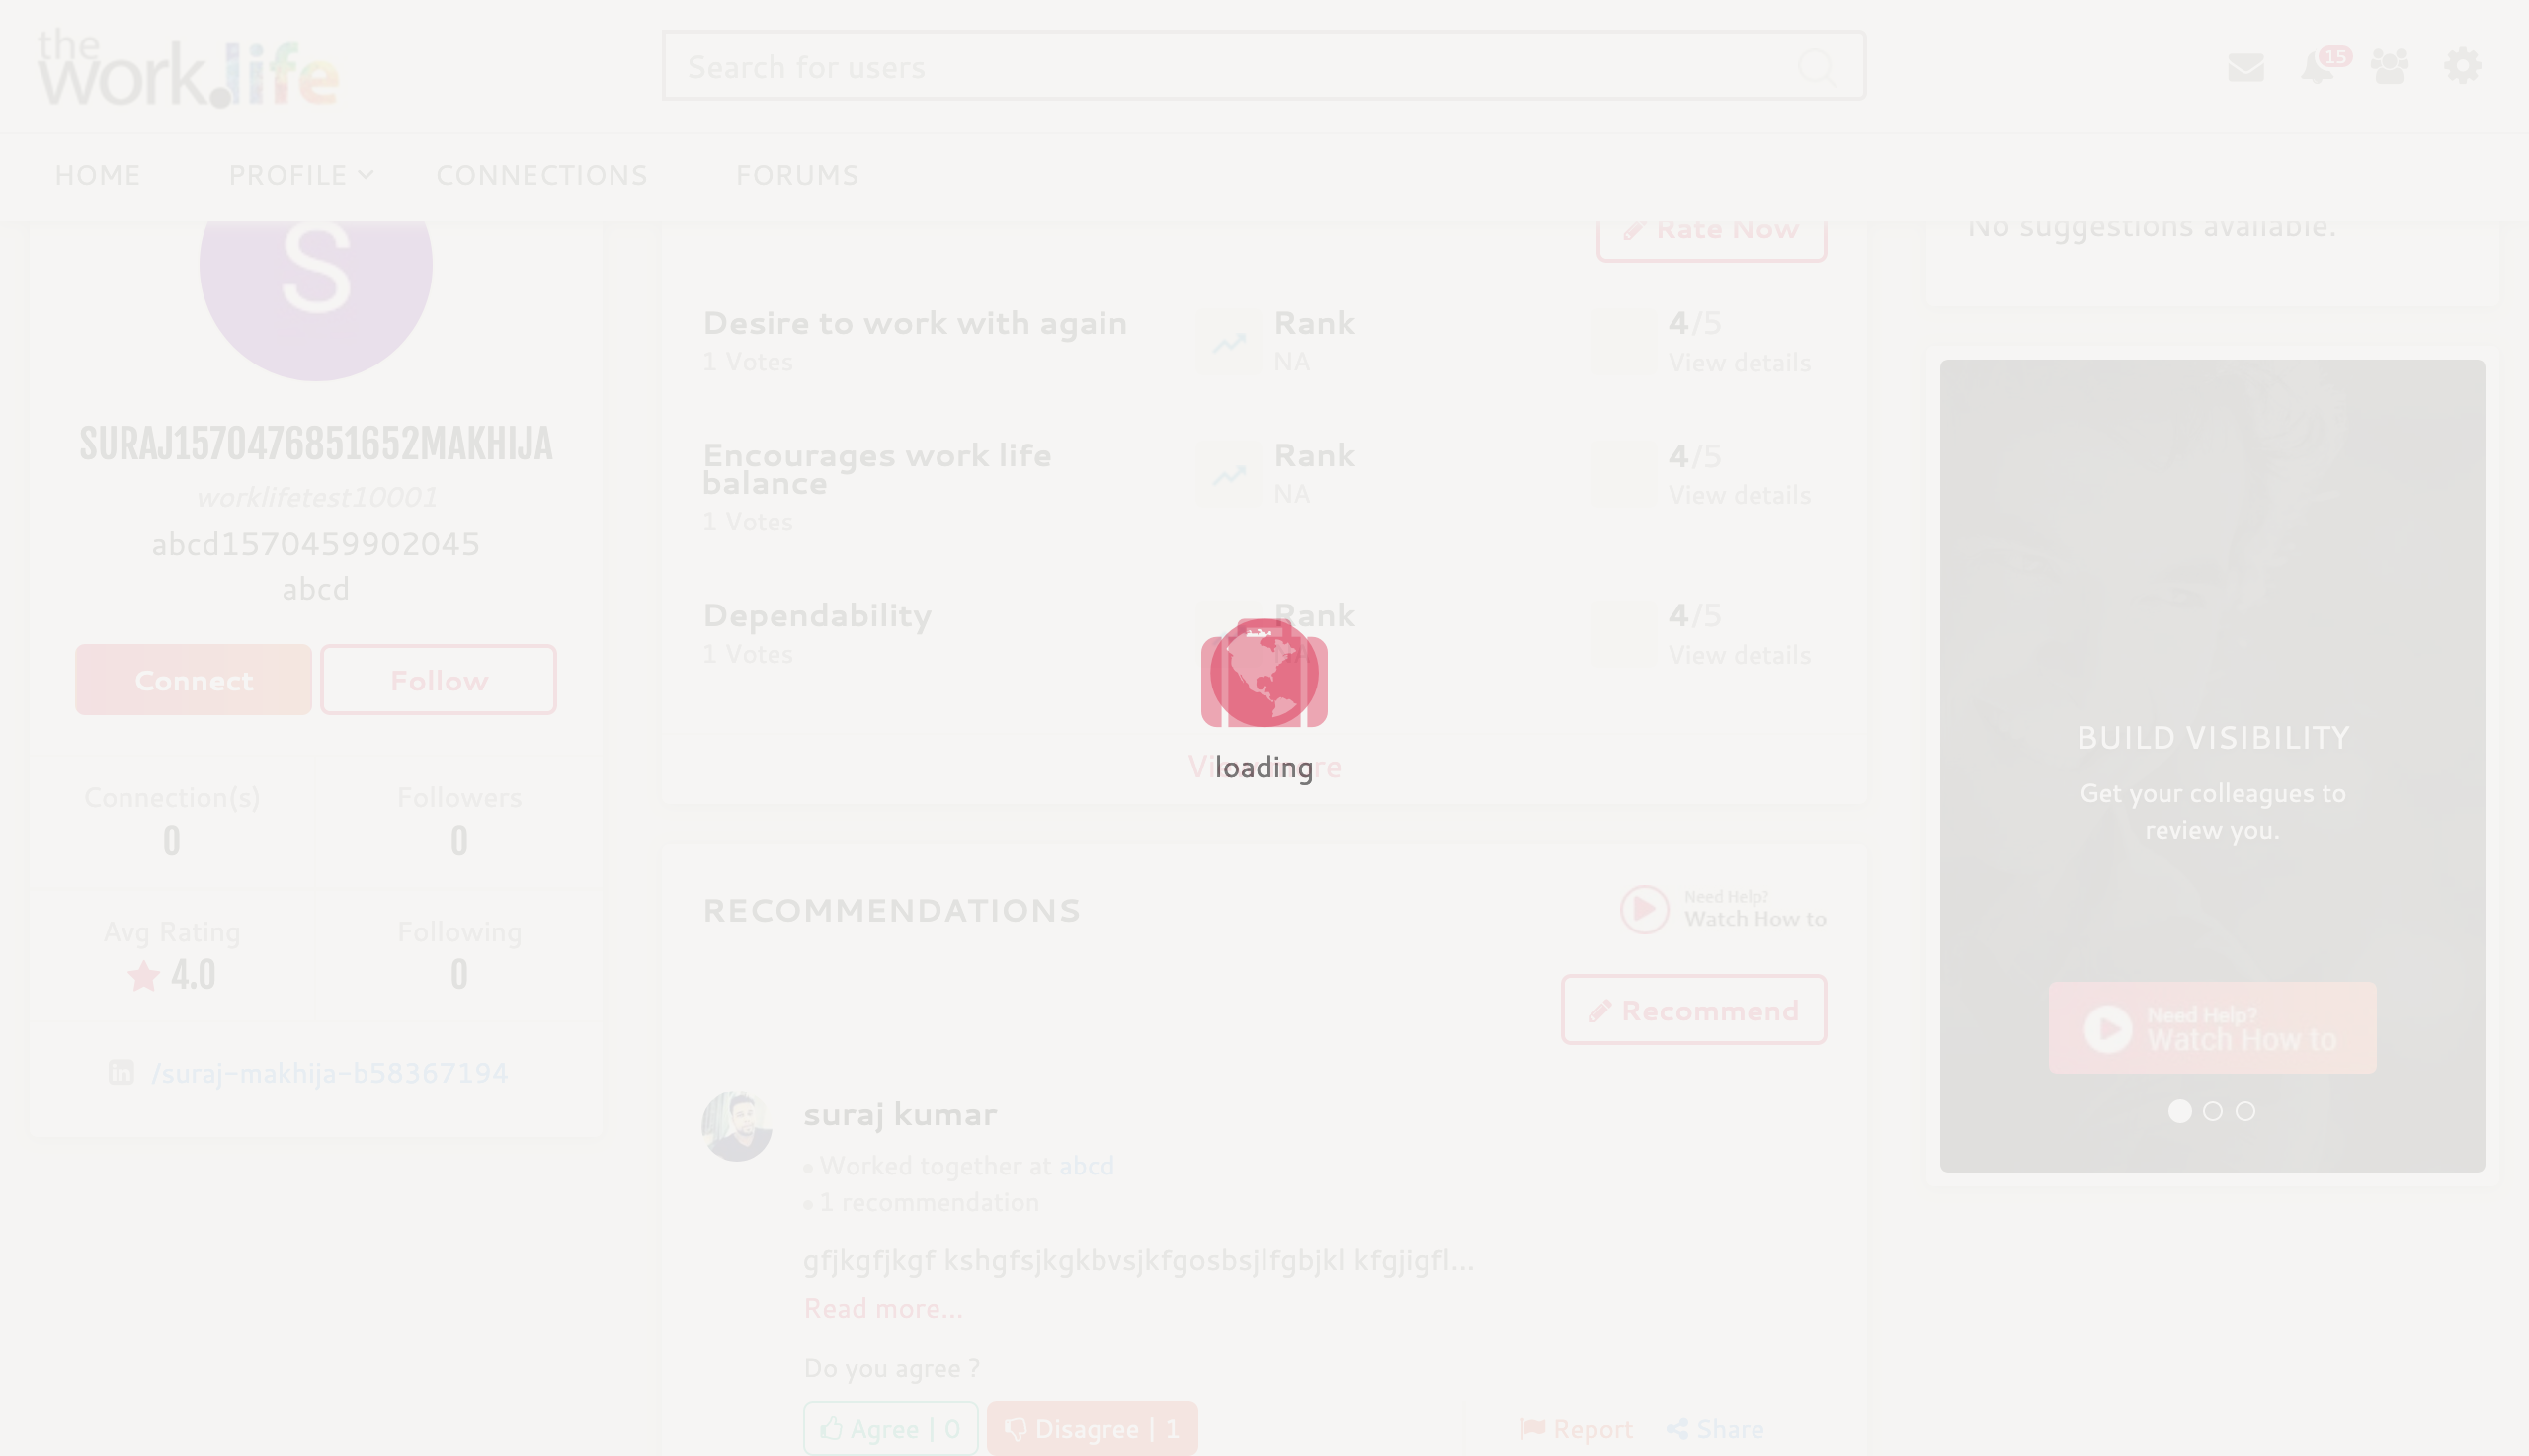 the
work.life
Search for users
15
HOME
PROFILE
CONNECTIONS
FORUMS
S
SURAJ1570476851652MAKHIJA
worklifetest10001
abcd1570459902045
abcd
Connect
Follow
Connection(s)
0
Followers
0
Avg Rating
4.0
Following
0
/suraj-makhija-b58367194
Rate Now
Desire to work with again
1 Votes
Rank
NA
4/5
View details
Encourages work life
balance
1 Votes
Rank
NA
4/5
View details
Dependability
1 Votes
Rank
NA
4/5
View details
View more
loading
RECOMMENDATIONS
Need Help?
Watch How to
Recommend
suraj kumar
• Worked together at abcd
• 1 recommendation
gfjkgfjkgf kshgfsjkgkbvsjkfgosbsjlfgbjkl kfgjigfl...
Read more...
Do you agree ?
Agree | 0
Disagree | 1
Report
Share
No suggestions available.
BUILD VISIBILITY
Get your colleagues to
review you.
Need Help?
Watch How to